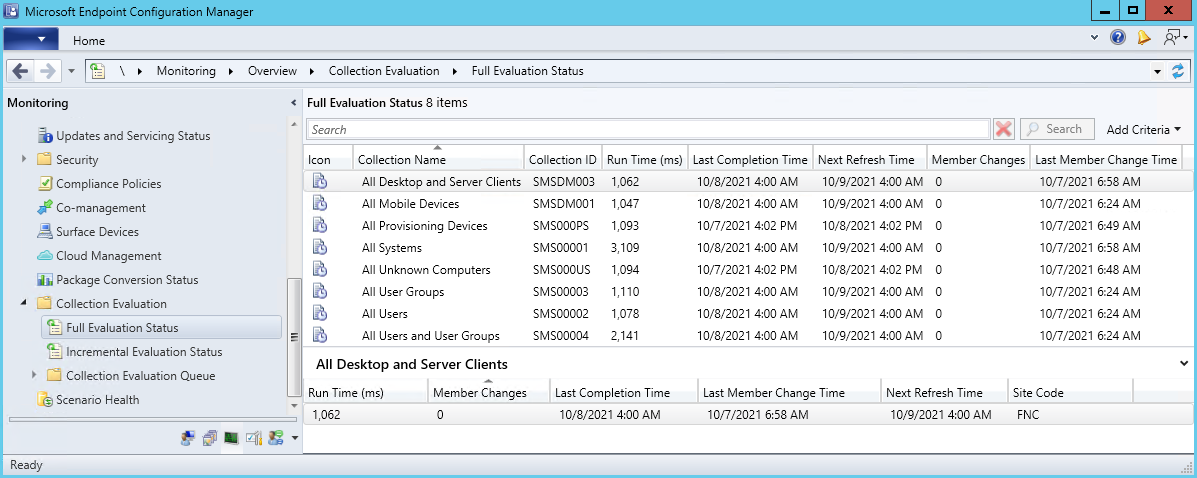 Microsoft Endpoint Configuration Manager
Home
\ Monitoring Overview Collection Evaluation Full Evaluation Status
Monitoring
Updates and Servicing Status
Security
Compliance Policies
Co-management
Surface Devices
Cloud Management
Package Conversion Status
Collection Evaluation
Full Evaluation Status
Incremental Evaluation Status
Collection Evaluation Queue
Scenario Health
Full Evaluation Status 8 items
Search Search Add Criteria
Icon Collection Name Collection ID Run Time (ms) Last Completion Time Next Refresh Time Member Changes Last Member Change Time
All Desktop and Server Clients SMSDM003 1,062 10/8/2021 4:00 AM 10/9/2021 4:00 AM 0 10/7/2021 6:58 AM
All Mobile Devices SMSDM001 1,047 10/8/2021 4:00 AM 10/9/2021 4:00 AM 0 10/7/2021 6:24 AM
All Provisioning Devices SMS000PS 1,093 10/7/2021 4:02 PM 10/8/2021 4:02 PM 0 10/7/2021 6:49 AM
All Systems SMS00001 3,109 10/8/2021 4:00 AM 10/9/2021 4:00 AM 0 10/7/2021 6:58 AM
All Unknown Computers SMS000US 1,094 10/7/2021 4:02 PM 10/8/2021 4:02 PM 0 10/7/2021 6:48 AM
All User Groups SMS00003 1,110 10/8/2021 4:00 AM 10/9/2021 4:00 AM 0 10/7/2021 6:24 AM
All Users SMS00002 1,078 10/8/2021 4:00 AM 10/9/2021 4:00 AM 0 10/7/2021 6:24 AM
All Users and User Groups SMS00004 2,141 10/8/2021 4:00 AM 10/9/2021 4:00 AM 0 10/7/2021 6:24 AM
All Desktop and Server Clients
Run Time (ms) Member Changes Last Completion Time Last Member Change Time Next Refresh Time Site Code
1,062 0 10/8/2021 4:00 AM 10/7/2021 6:58 AM 10/9/2021 4:00 AM FNC
Ready